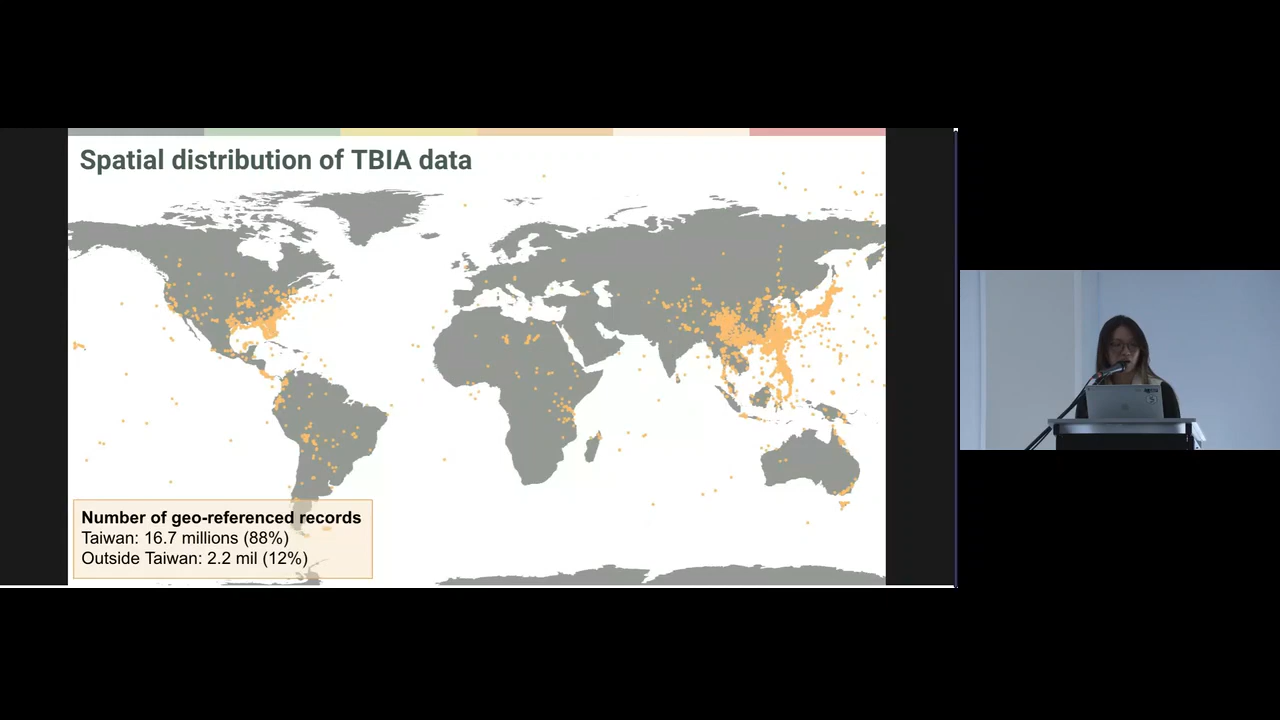 Spatial distribution of TBIA data
Number of geo-referenced records
Taiwan: 16.7 millions (88%)
Outside Taiwan: 2.2 mil (12%)